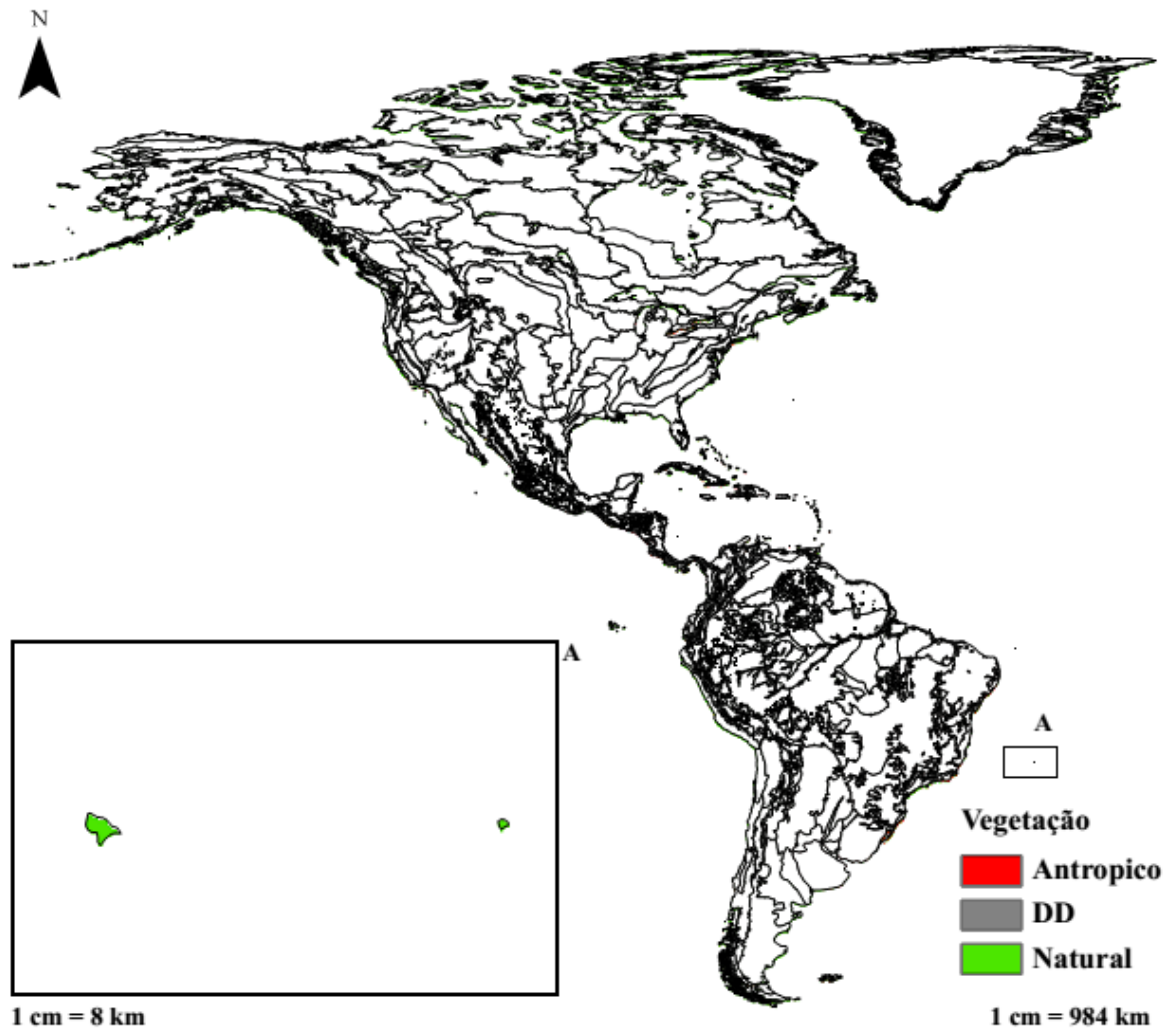 N
A
A
Vegetação
Antropico
DD
Natural
1 cm = 8 km
1 cm = 984 km